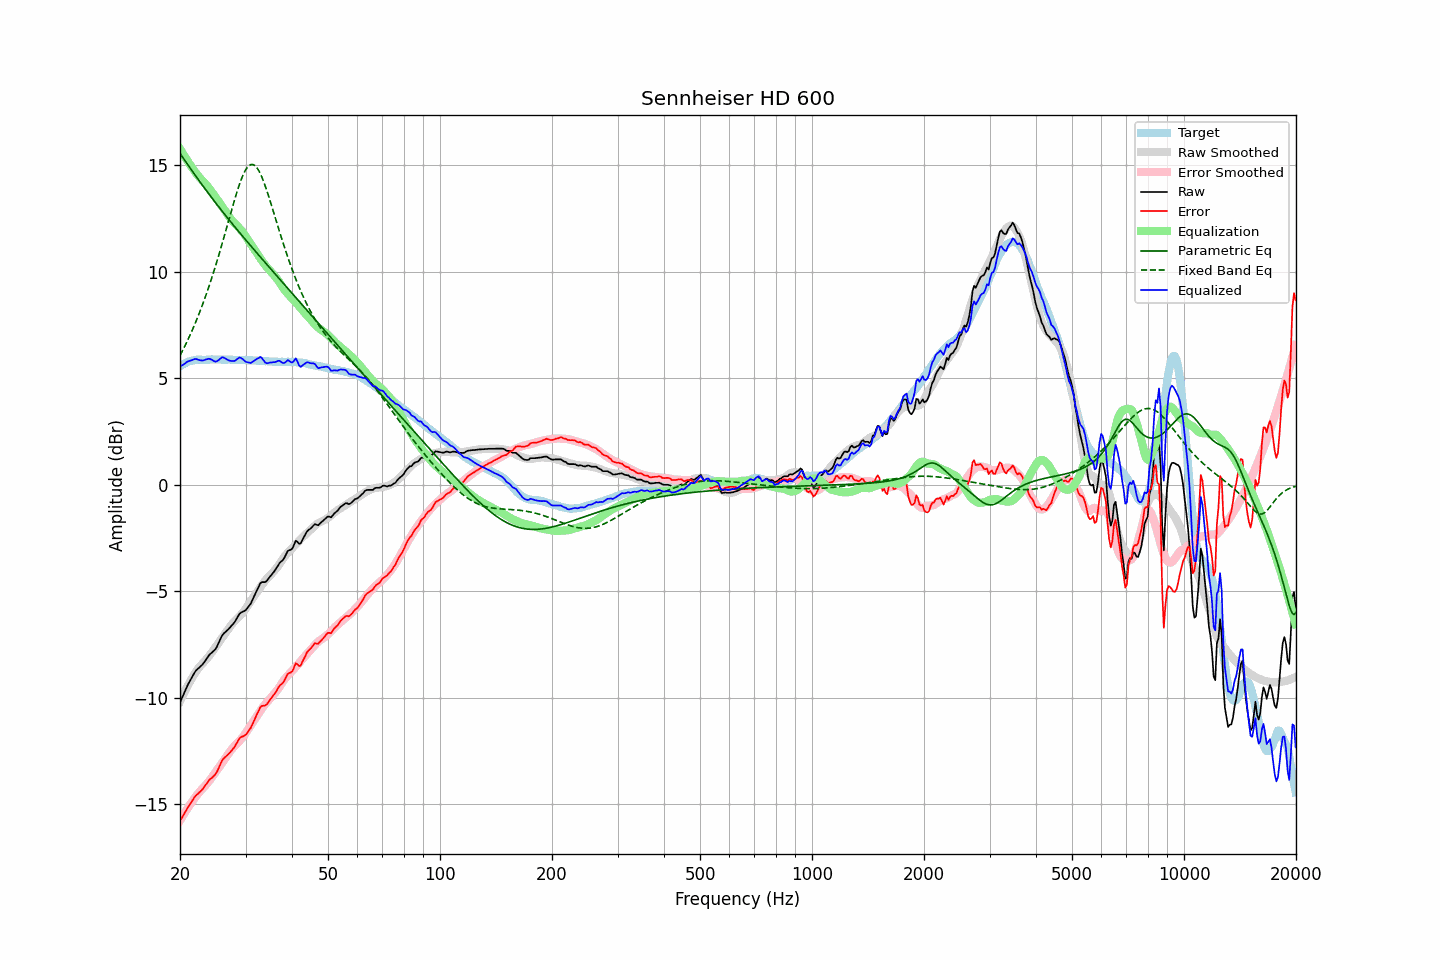 Sennheiser HD 600
Target
Raw Smoothed
Error Smoothed
Raw
Error
Equalization
Parametric Eq
Fixed Band Eq
Equalized
15
10
5
0
−5
−10
−15
Amplitude (dBr)
20 50 100 200 500 1000 2000 5000 10000 20000
Frequency (Hz)